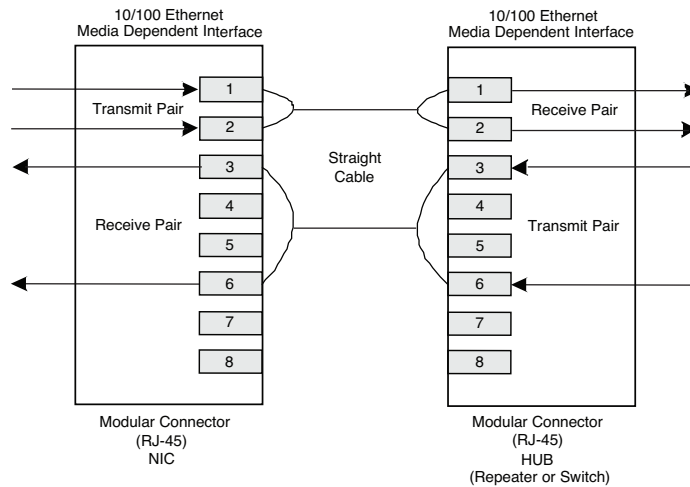 10/100 Ethernet
Media Dependent Interface
10/100 Ethernet
Media Dependent Interface
1
Transmit Pair
2
3
4
Receive Pair
5
6
7
8
Straight
Cable
1
Receive Pair
2
3
4
Transmit Pair
5
6
7
8
Modular Connector
(RJ-45)
NIC
Modular Connector
(RJ-45)
HUB
(Repeater or Switch)